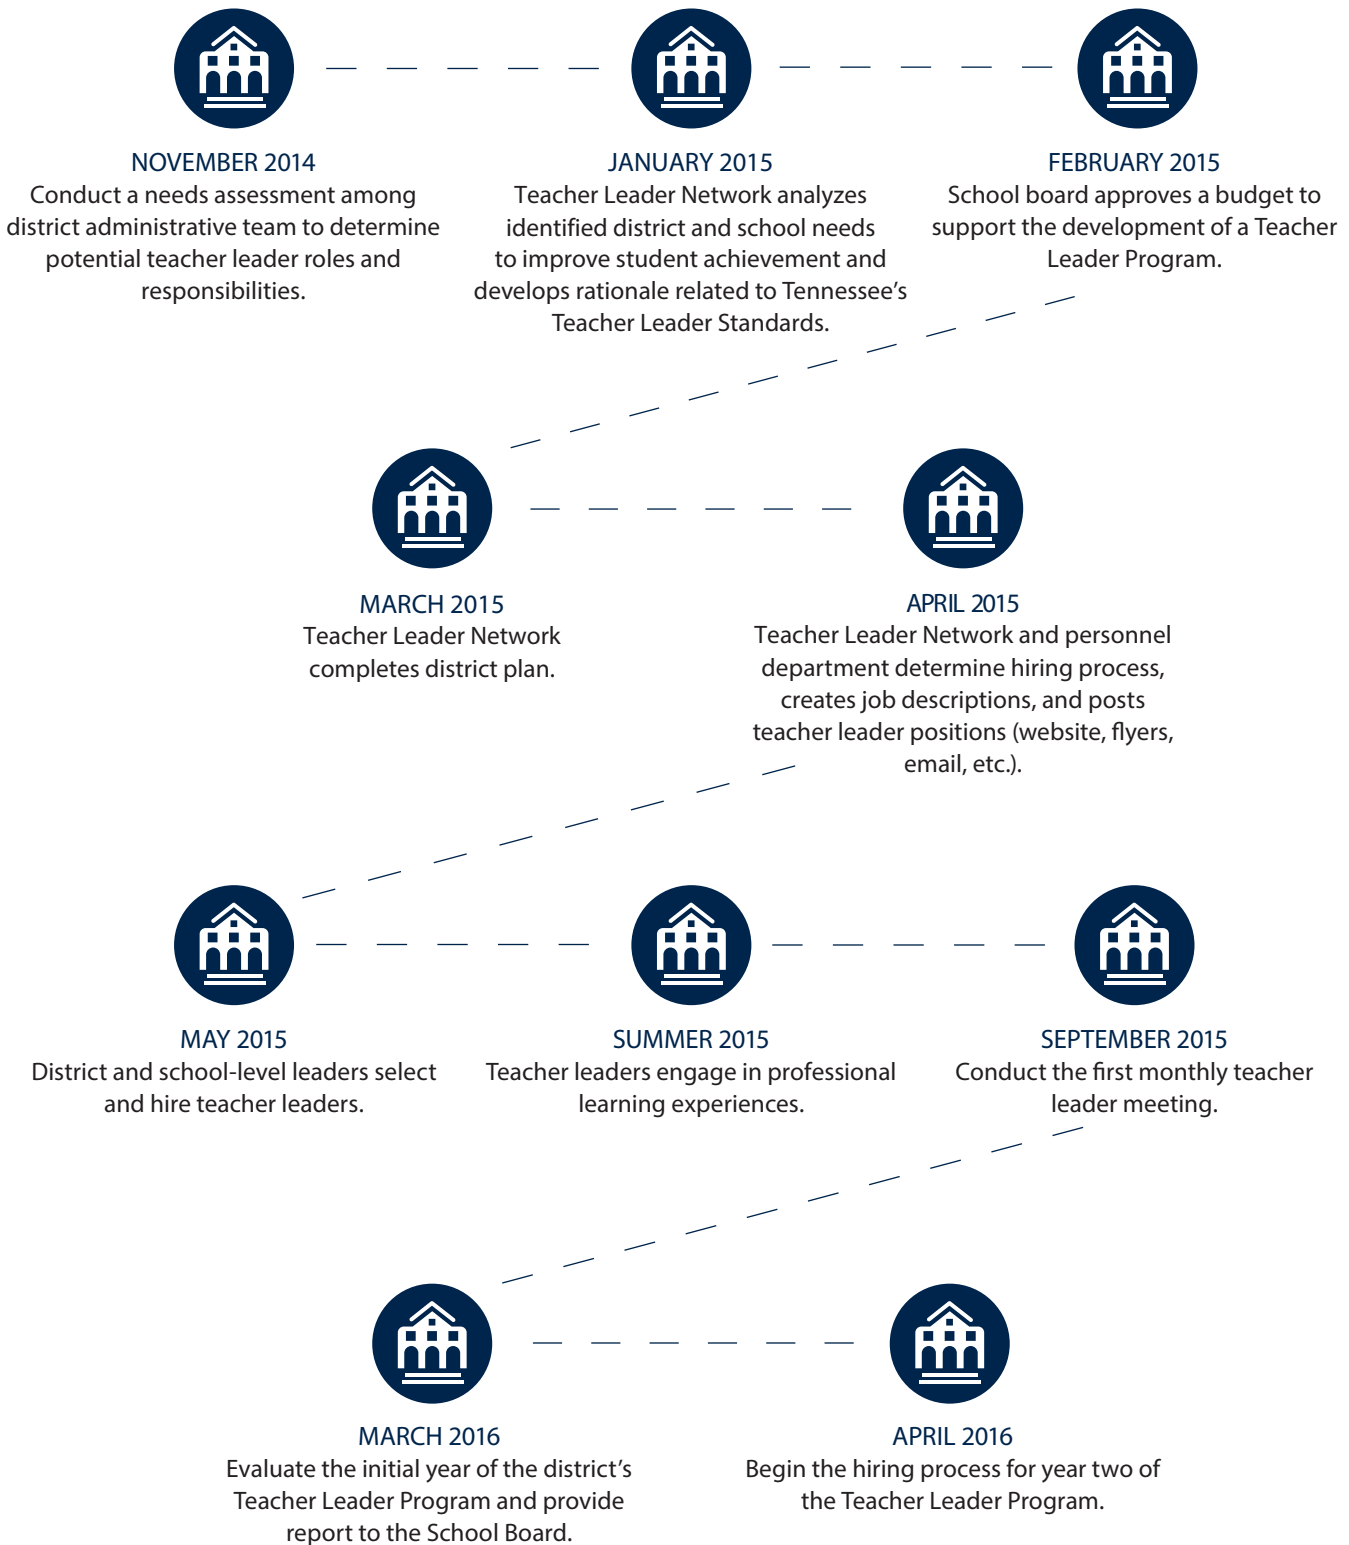 NOVEMBER 2014
Conduct a needs assessment among
district administrative team to determine
potential teacher leader roles and
responsibilities.
JANUARY 2015
Teacher Leader Network analyzes
identified district and school needs
to improve student achievement and
develops rationale related to Tennessee’s
Teacher Leader Standards.
FEBRUARY 2015
School board approves a budget to
support the development of a Teacher
Leader Program.
MARCH 2015
Teacher Leader Network
completes district plan.
APRIL 2015
Teacher Leader Network and personnel
department determine hiring process,
creates job descriptions, and posts
teacher leader positions (website, flyers,
email, etc.).
MAY 2015
District and school-level leaders select
and hire teacher leaders.
SUMMER 2015
Teacher leaders engage in professional
learning experiences.
SEPTEMBER 2015
Conduct the first monthly teacher
leader meeting.
MARCH 2016
Evaluate the initial year of the district’s
Teacher Leader Program and provide
report to the School Board.
APRIL 2016
Begin the hiring process for year two of
the Teacher Leader Program.